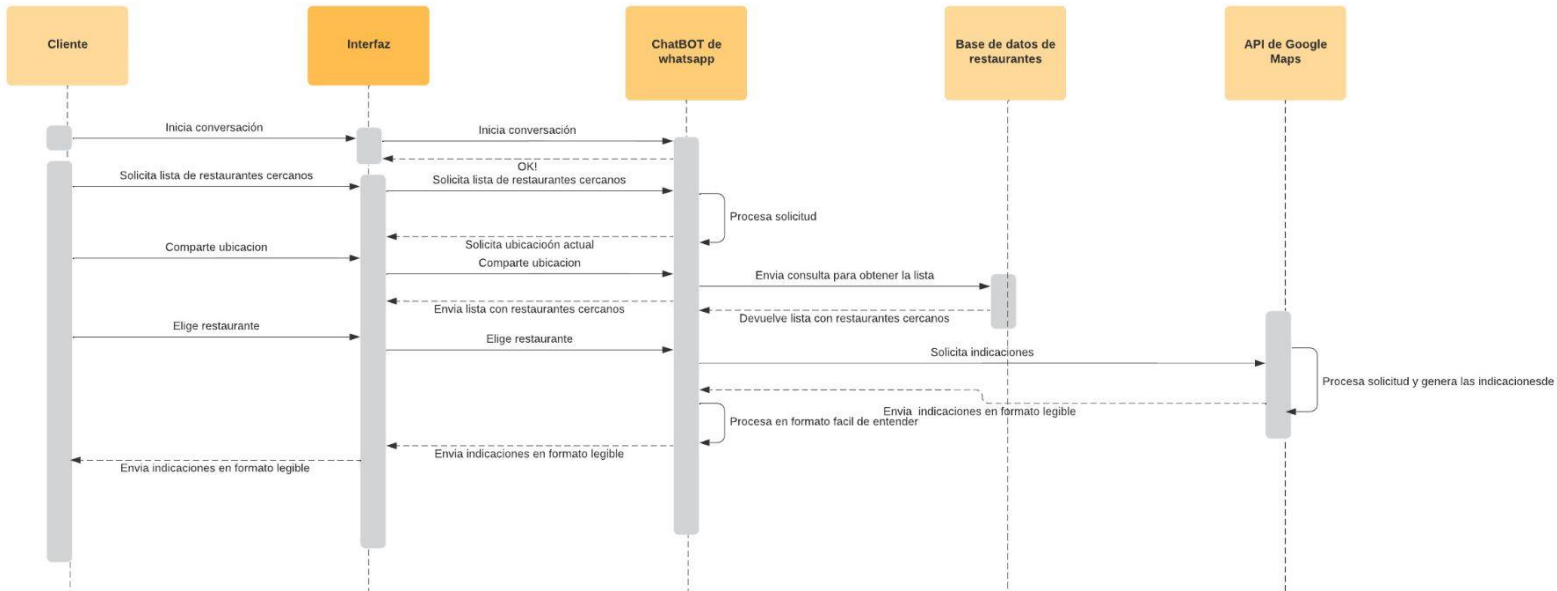 Cliente
Interfaz
ChatBOT de
whatsapp
Base de datos de
restaurantes
API de Google
Maps
Inicia conversación
Inicia conversación
OK!
Solicita lista de restaurantes cercanos
Solicita lista de restaurantes cercanos
Procesa solicitud
Solicita ubicacioón actual
Comparte ubicacion
Comparte ubicacion
Envia consulta para obtener la lista
Envia lista con restaurantes cercanos
Devuelve lista con restaurantes cercanos
Elige restaurante
Elige restaurante
Solicita indicaciones
Procesa solicitud y genera las indicacionesde
Envia indicaciones en formato legible
Procesa en formato facil de entender
Envia indicaciones en formato legible
Envia indicaciones en formato legible